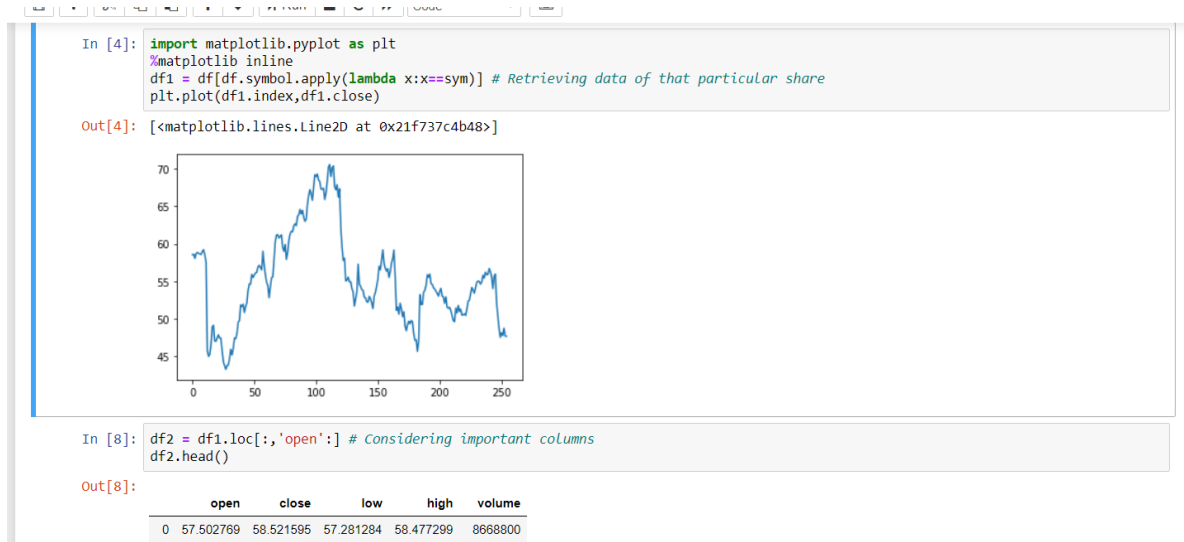 In [4]: import matplotlib.pyplot as plt
%matplotlib inline
df1 = df[df.symbol.apply(lambda x:x==sym)] # Retrieving data of that particular share
plt.plot(df1.index,df1.close)
Out[4]: [<matplotlib.lines.Line2D at 0x21f737c4b48>]
70
65
60
55
50
45
0 50 100 150 200 250
In [8]: df2 = df1.loc[:,'open':] # Considering important columns
df2.head()
Out[8]:
open close low high volume
0 57.502769 58.521595 57.281284 58.477299 8668800